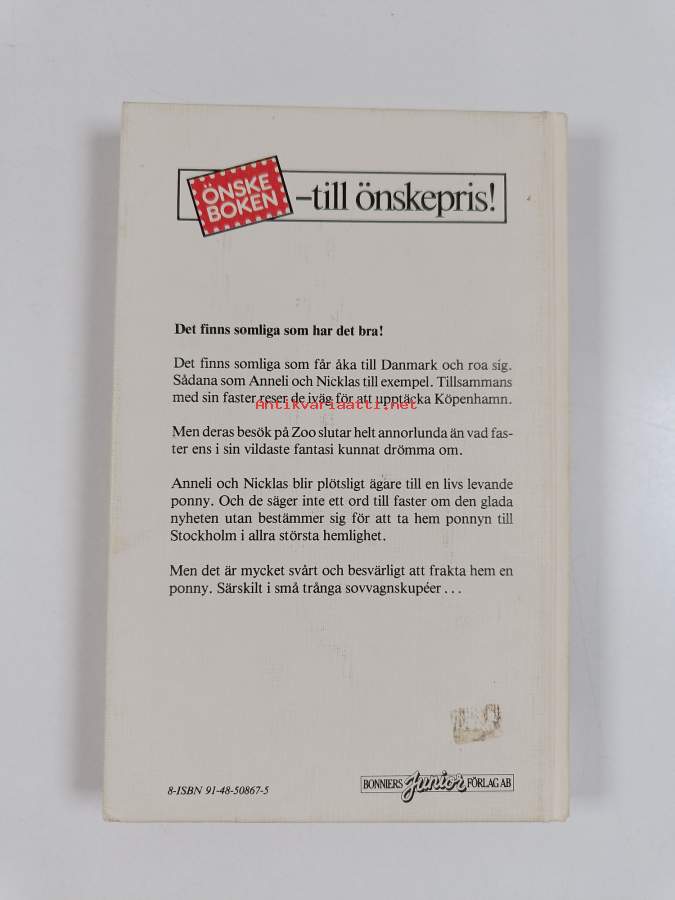 ÖNSKE
BOKEN
–till önskepris!
Det finns somliga som har det bra!
Det finns somliga som får åka till Danmark och roa sig.
Sådana som Anneli och Nicklas till exempel. Tillsammans
med sin faster reser de iväg för att upptäcka Köpenhamn.
Antikvariaatti.net
Men deras besök på Zoo slutar helt annorlunda än vad fas-
ter ens i sin vildaste fantasi kunnat drömma om.
Anneli och Nicklas blir plötsligt ägare till en livs levande
ponny. Och de säger inte ett ord till faster om den glada
nyheten utan bestämmer sig för att ta hem ponnyn till
Stockholm i allra största hemlighet.
Men det är mycket svårt och besvärligt att frakta hem en
ponny. Särskilt i små trånga sovvagnskupéer . . .
8-ISBN 91-48-50867-5
BONNIERS Junior FÖRLAG AB